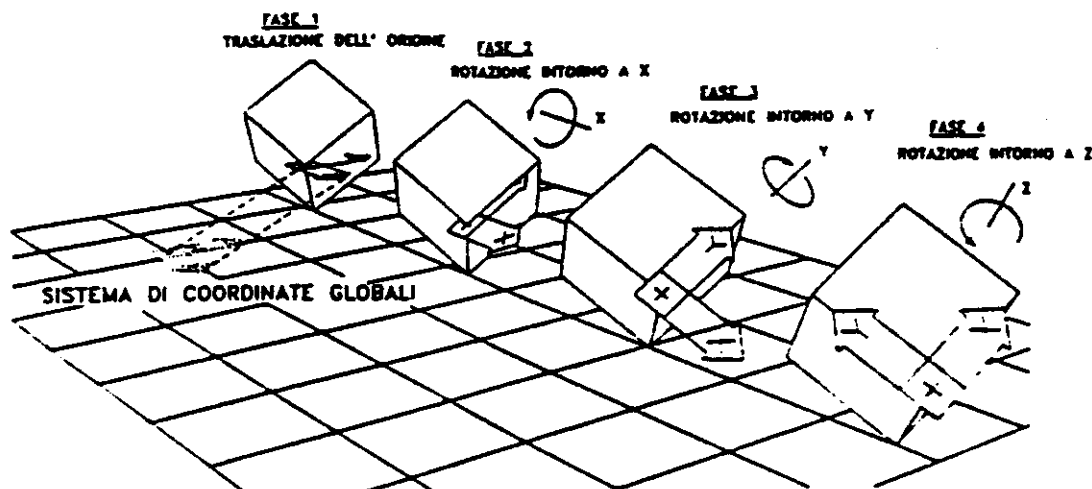 FASE 1
TRASLAZIONE DELL' ORIGINE
FASE 2
ROTAZIONE INTORNO A X
X
FASE 3
ROTAZIONE INTORNO A Y
Y
FASE 4
ROTAZIONE INTORNO A Z
Z
SISTEMA DI COORDINATE GLOBALI
X
Y